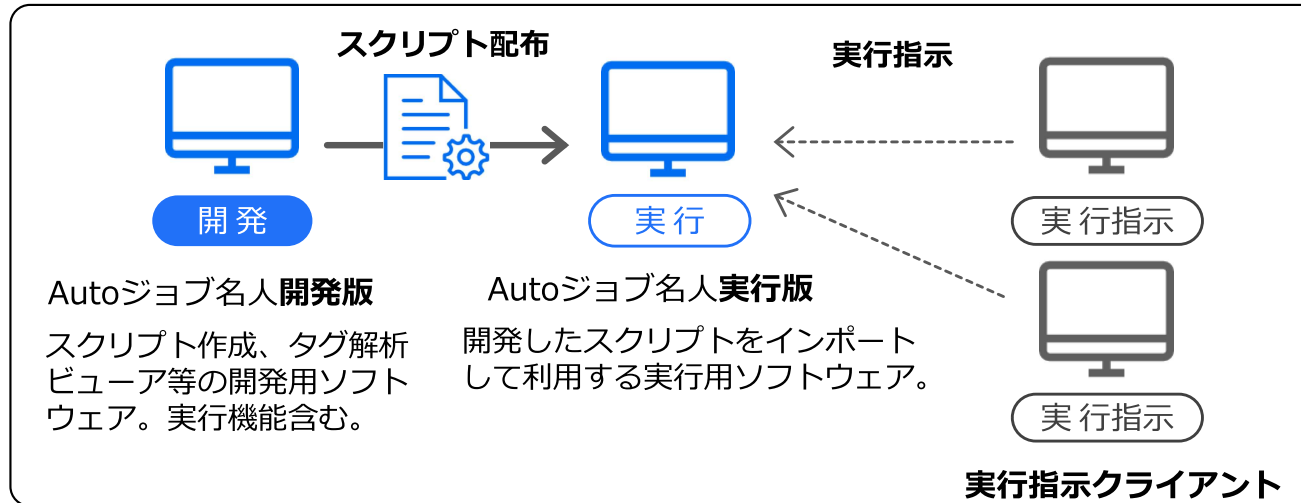 スクリプト配布
実行指示
開発
実行
実行指示
Autoジョブ名人開発版
スクリプト作成、タグ解析
ビューア等の開発用ソフト
ウェア。実行機能含む。
Autoジョブ名人実行版
開発したスクリプトをインポート
して利用する実行用ソフトウェア。
実行指示
実行指示クライアント